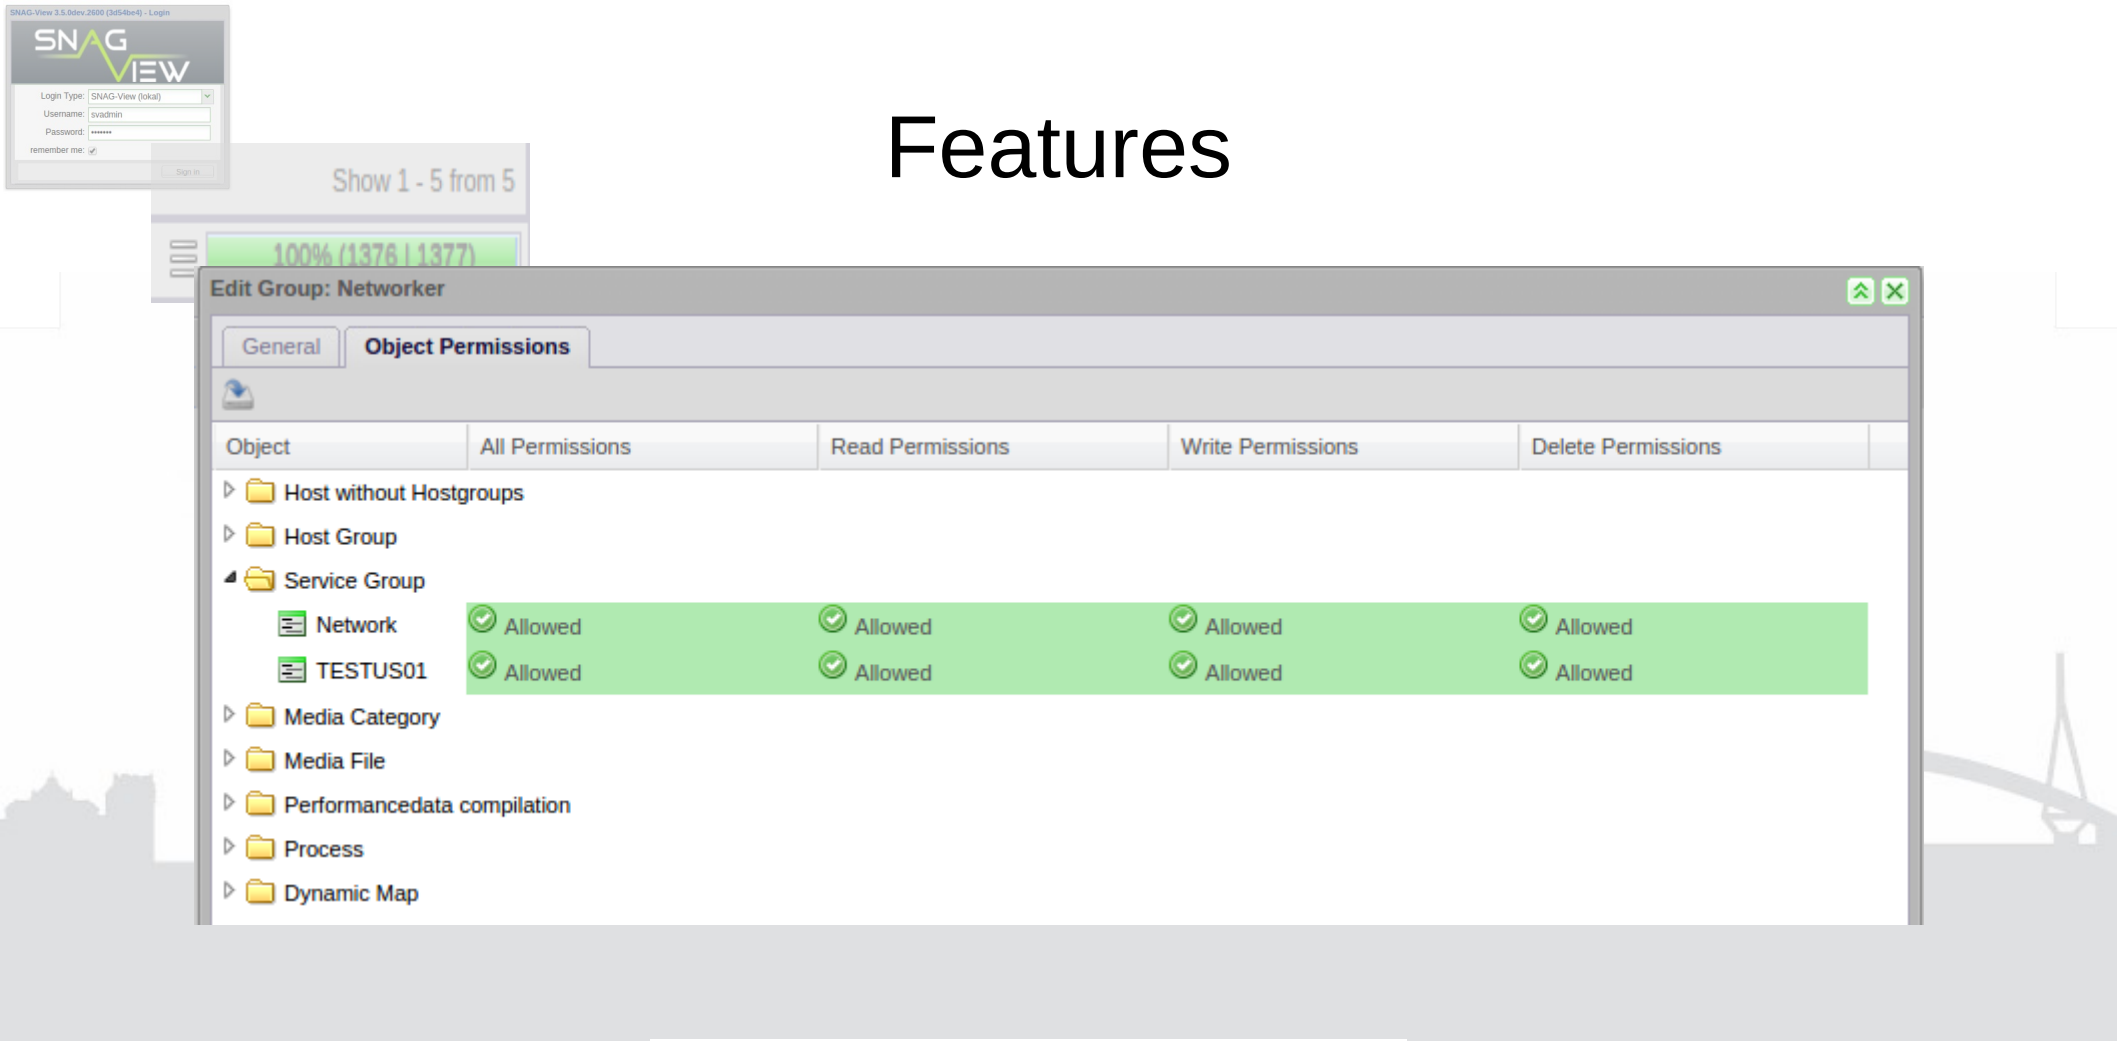 SNAG-View 3.5.0dev.2600 (3d54be4) - Login
SNAG
VIEW
Login Type: SNAG-View (lokal)
Username: svadmin
Password: •••••••
remember me:
Sign in
Features
Show 1 - 5 from 5
100% (1376 | 1377)
Edit Group: Networker
General Object Permissions
Object All Permissions Read Permissions Write Permissions Delete Permissions
Host without Hostgroups
Host Group
Service Group
Network Allowed Allowed Allowed Allowed
TESTUS01 Allowed Allowed Allowed Allowed
Media Category
Media File
Performancedata compilation
Process
Dynamic Map